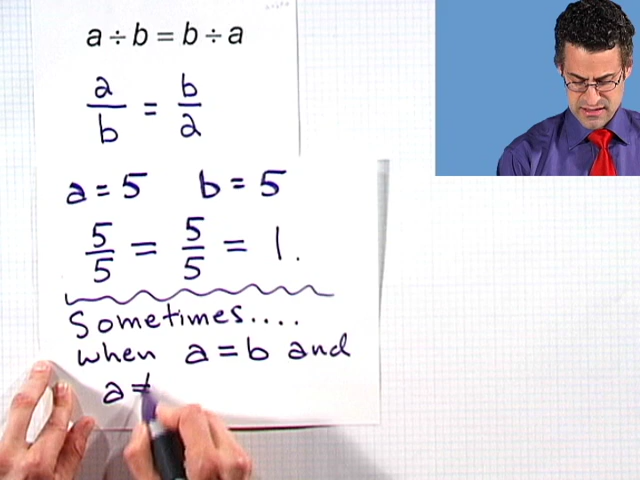 a ÷ b = b ÷ a
a/b = b/a
a = 5 b = 5
5/5 = 5/5 = 1.
Sometimes....
when a = b and
a ≠